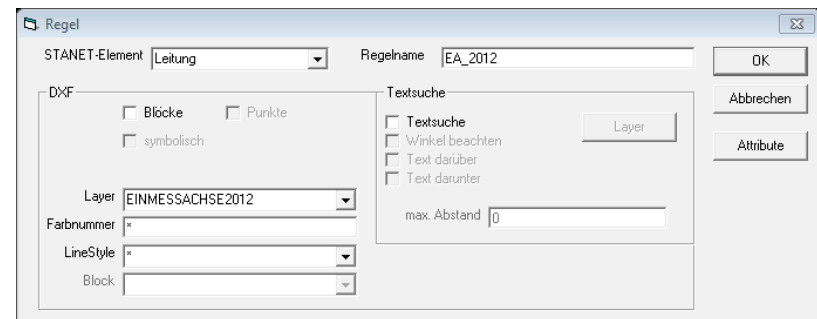 Regel
STANET-Element Leitung Regelname EA_2012 OK
DXF Textsuche Abbrechen
Blöcke Punkte Textsuche Layer
symbolisch Winkel beachten Attribute
Text darüber
Text darunter
Layer EINMESSACHSE2012
max. Abstand 0
Farbnummer *
LineStyle *
Block